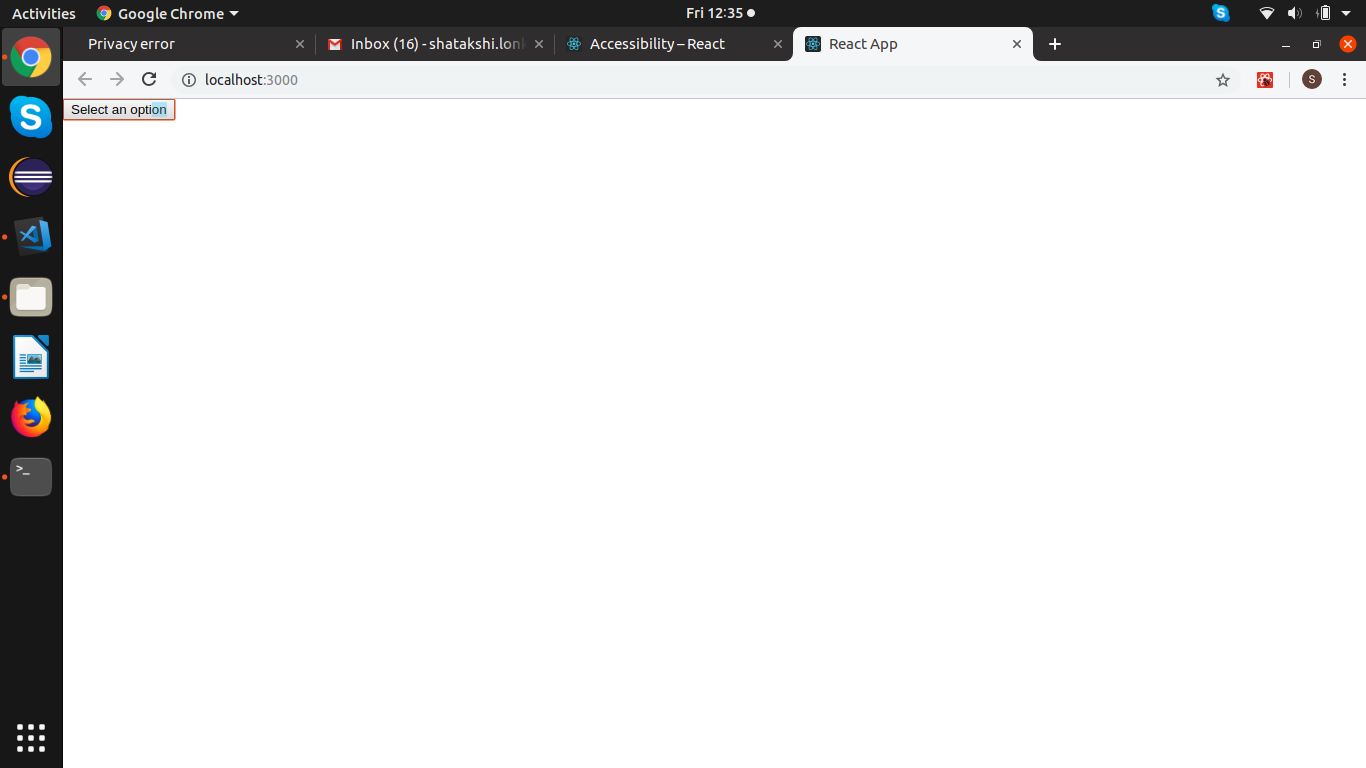 Activities
Google Chrome
Fri 12:35
Privacy error
Inbox (16) - shatakshi.lon
Accessibility – React
React App
localhost:3000
S
Select an option